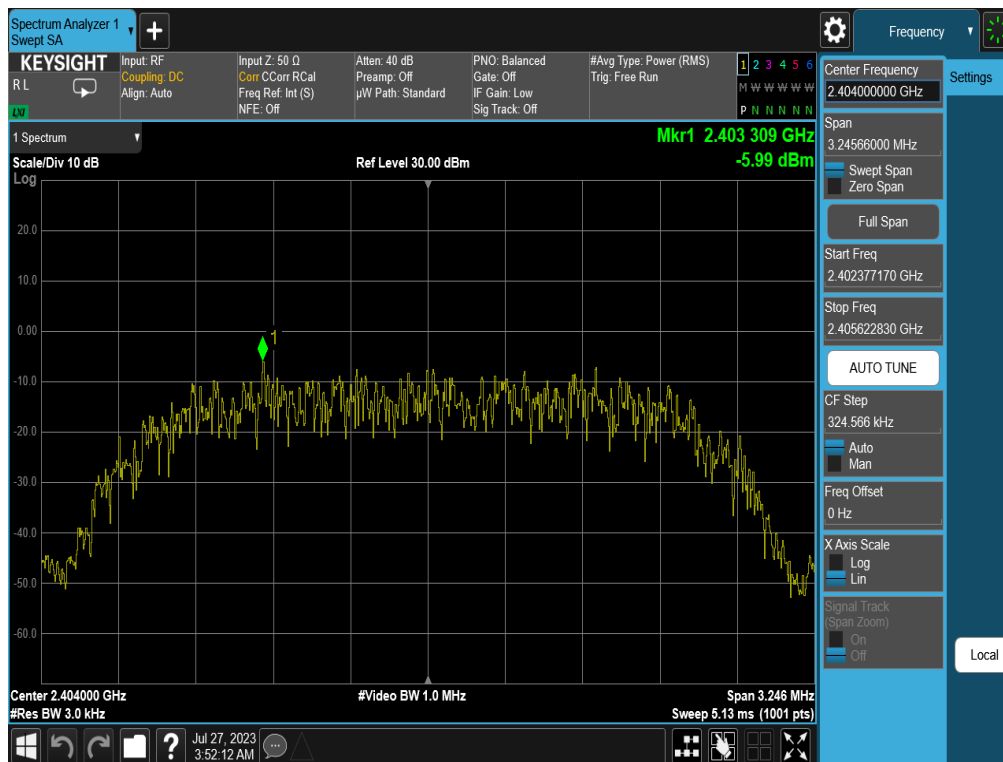 Spectrum Analyzer 1
Swept SA
Frequency
KEYSIGHT
R L
LXI
Input: RF
Coupling: DC
Align: Auto
Input Z: 50 Ω
Corr CCorr RCal
Freq Ref: Int (S)
NFE: Off
Atten: 40 dB
Preamp: Off
µW Path: Standard
PNO: Balanced
Gate: Off
IF Gain: Low
Sig Track: Off
#Avg Type: Power (RMS)
Trig: Free Run
1 2 3 4 5 6
M W W W W W
P N N N N N
1 Spectrum
Scale/Div 10 dB
Log
Ref Level 30.00 dBm
Mkr1 2.403 309 GHz
-5.99 dBm
20.0
10.0
0.00
-10.0
-20.0
-30.0
-40.0
-50.0
-60.0
1
Center 2.404000 GHz
#Res BW 3.0 kHz
#Video BW 1.0 MHz
Span 3.246 MHz
Sweep 5.13 ms (1001 pts)
Center Frequency
2.404000000 GHz
Span
3.24566000 MHz
Swept Span
Zero Span
Full Span
Start Freq
2.402377170 GHz
Stop Freq
2.405622830 GHz
AUTO TUNE
CF Step
324.566 kHz
Auto
Man
Freq Offset
0 Hz
X Axis Scale
Log
Lin
Signal Track
(Span Zoom)
On
Off
Settings
Local
?
Jul 27, 2023
3:52:12 AM